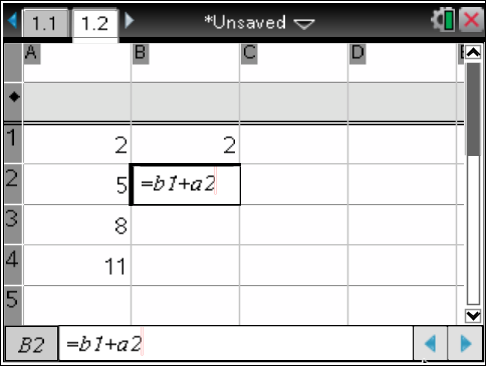 1.1 1.2 *Unsaved
A B C D
◆
1 2 2
2 5 =b1+a2
3 8
4 11
5
B2 =b1+a2